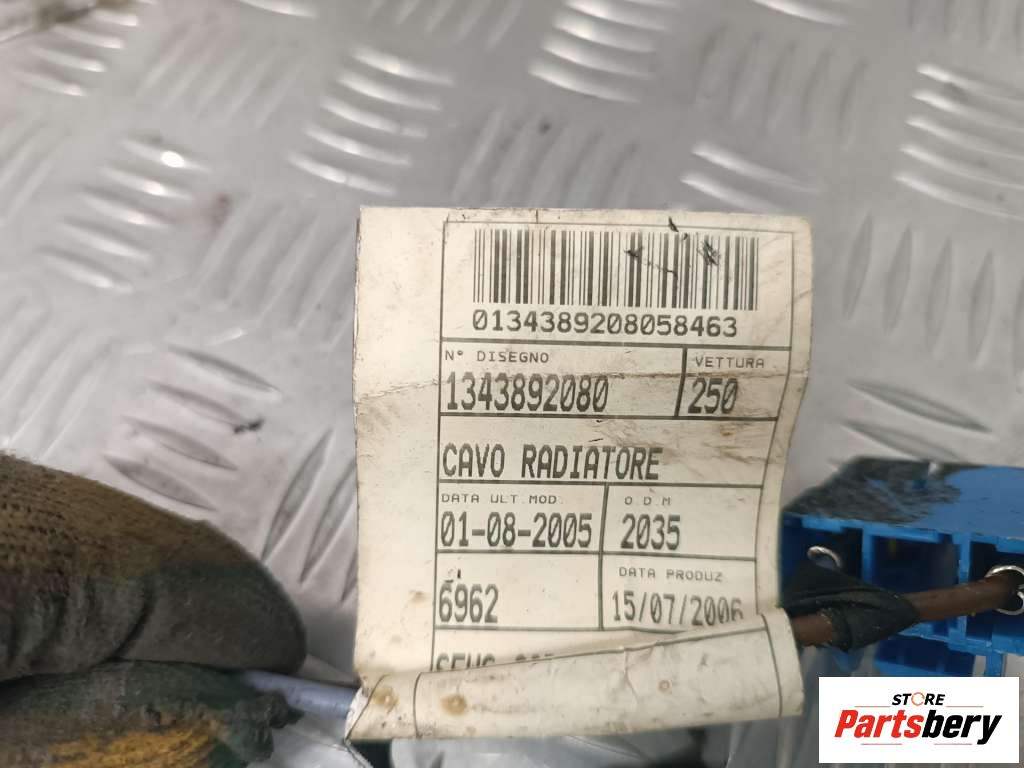 0134389208058463
N° DISEGNO VETTURA
1343892080 250
CAVO RADIATORE
DATA ULT.MOD. O.D.M
01-08-2005 2035
DATA PRODUZ
6962 15/07/2006
STORE
Partsbery